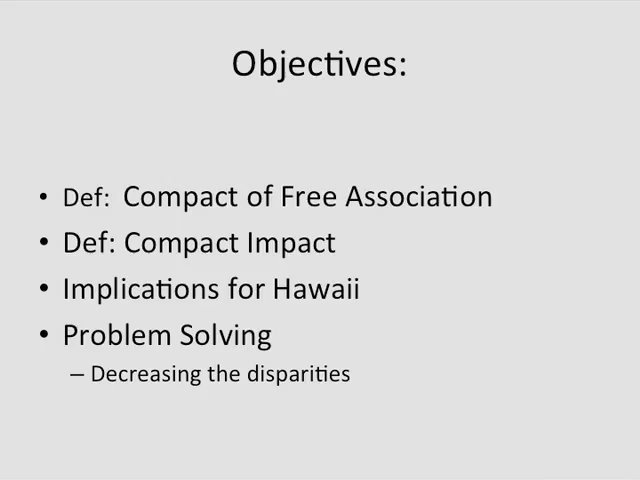 Objectives:
• Def: Compact of Free Association
• Def: Compact Impact
• Implications for Hawaii
• Problem Solving
– Decreasing the disparities